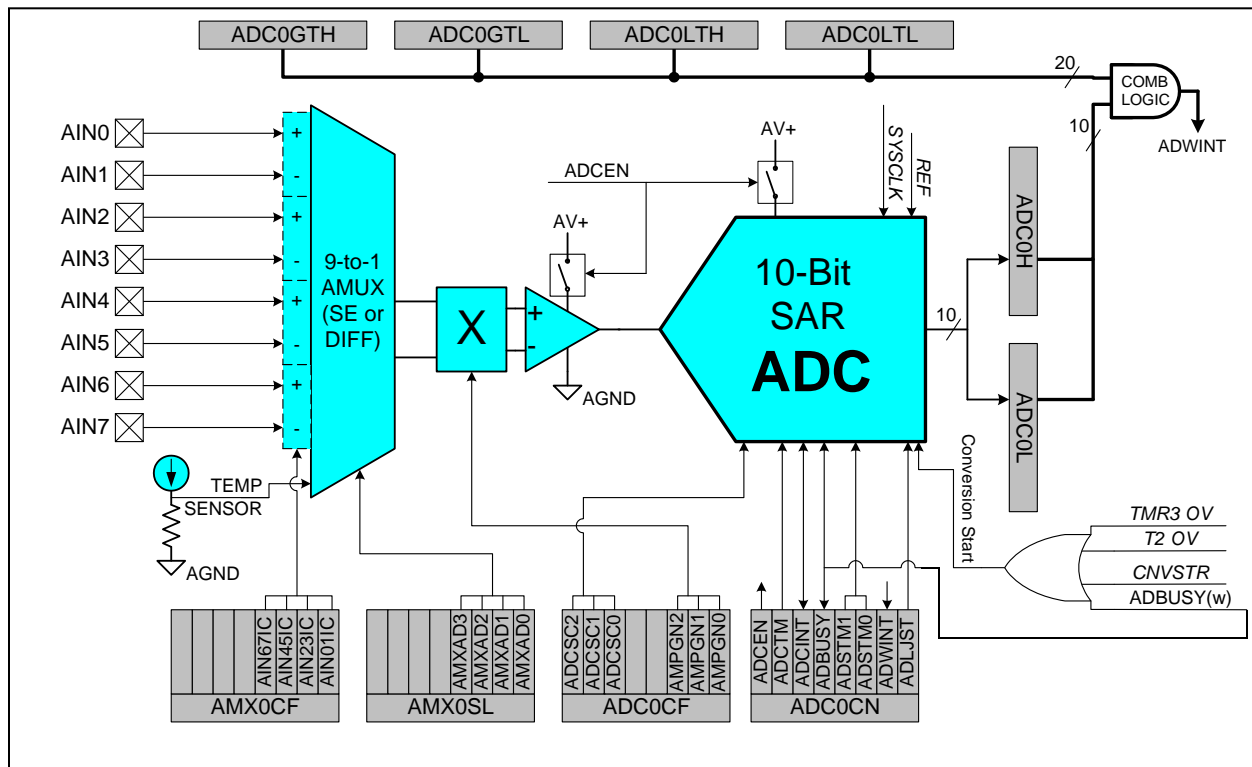 ADC0GTH
ADC0GTL
ADC0LTH
ADC0LTL
20
COMB
LOGIC
10
ADWINT
AIN0
AIN1
AIN2
AIN3
AIN4
AIN5
AIN6
AIN7
+
-
+
-
+
-
+
-
9-to-1
AMUX
(SE or
DIFF)
X
+
-
AV+
AGND
ADCEN
AV+
SYSCLK
REF
10-Bit
SAR
ADC
10
ADC0H
ADC0L
TEMP
SENSOR
AGND
Conversion Start
TMR3 OV
T2 OV
CNVSTR
ADBUSY(w)
AIN67IC
AIN45IC
AIN23IC
AIN01IC
AMX0CF
AMXAD3
AMXAD2
AMXAD1
AMXAD0
AMX0SL
ADCSC2
ADCSC1
ADCSC0
AMPGN2
AMPGN1
AMPGN0
ADC0CF
ADCEN
ADCTM
ADCINT
ADBUSY
ADSTM1
ADSTM0
ADWINT
ADLJST
ADC0CN